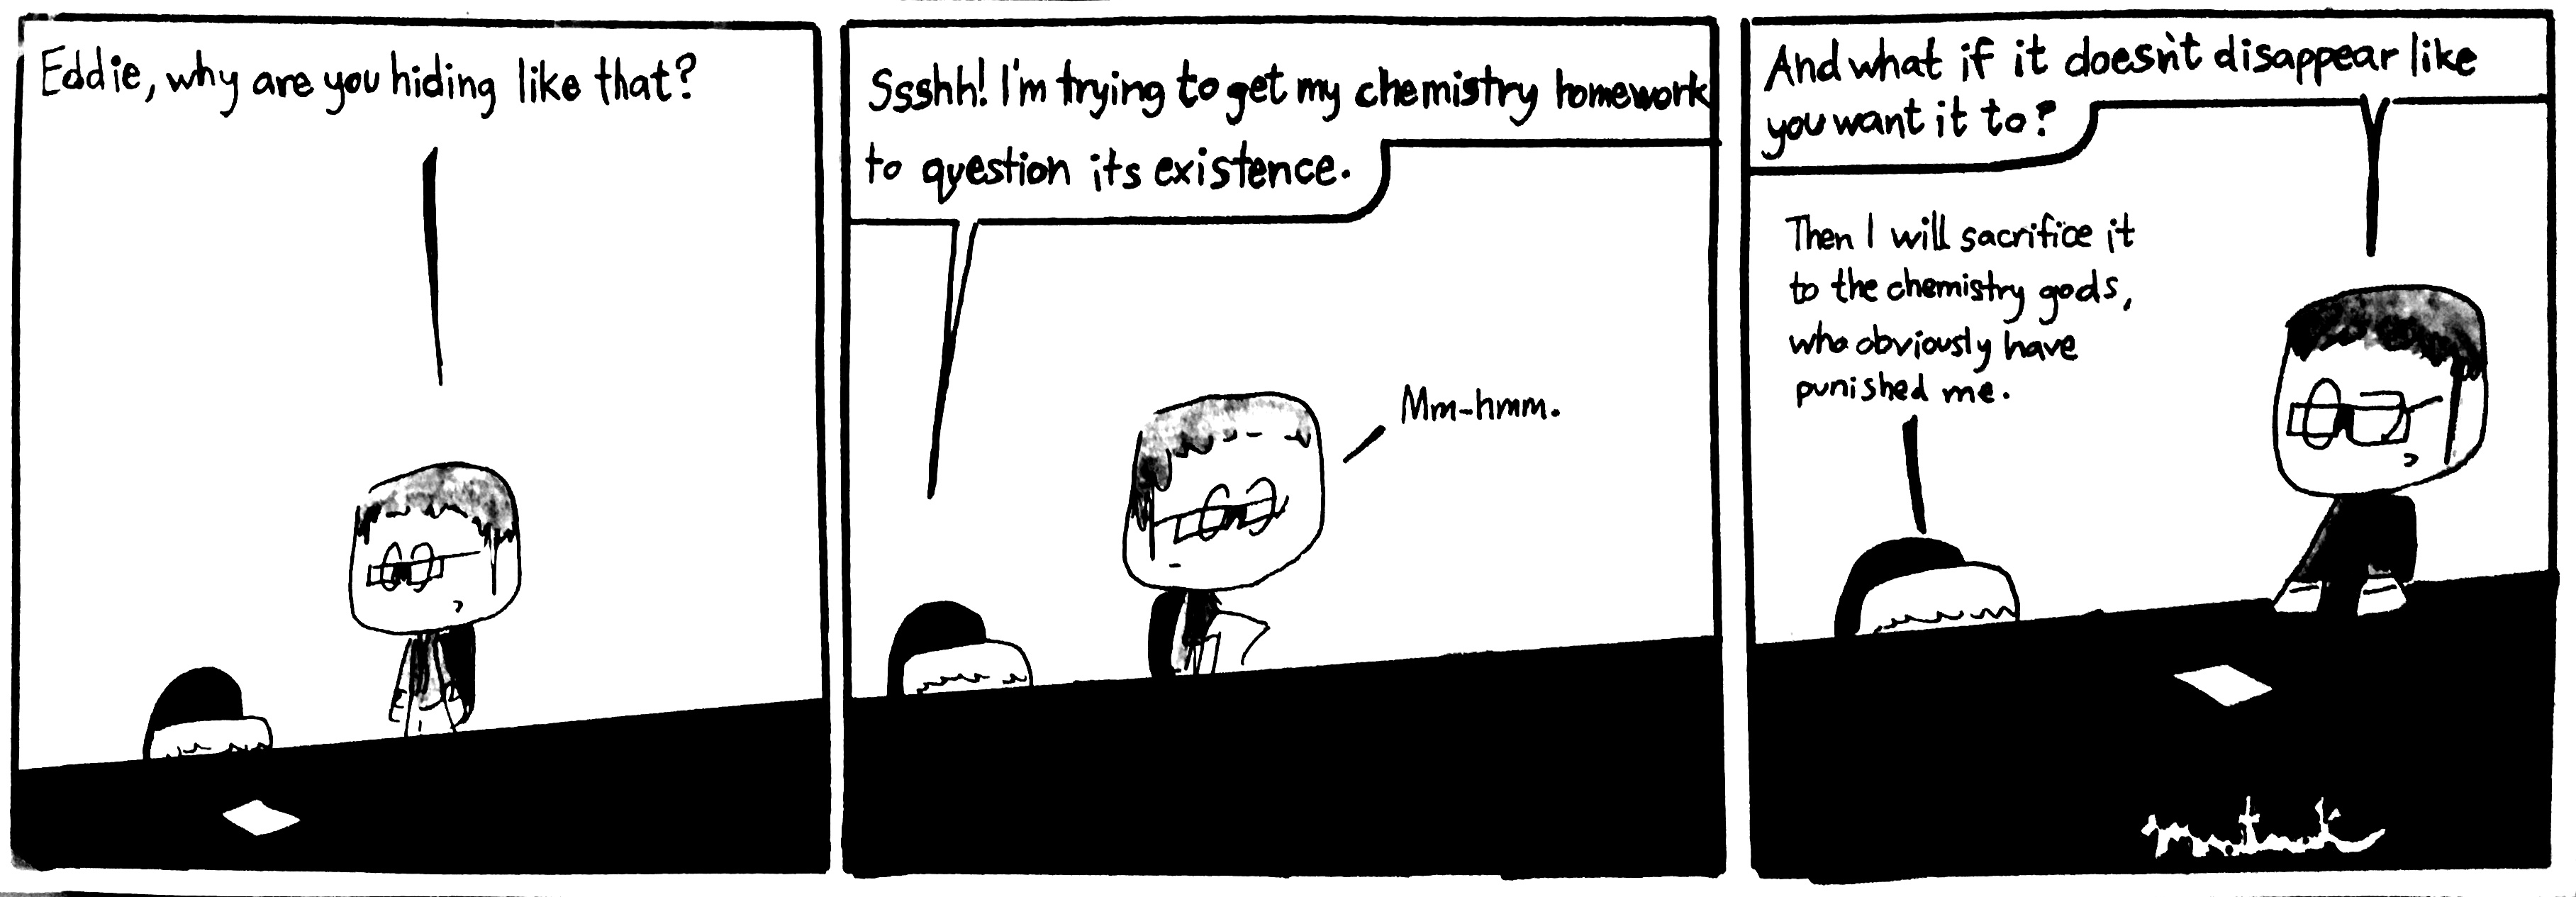 Eddie, why are you hiding like that?
Ssshh! I'm trying to get my chemistry homework
to question its existence.
Mm-hmm.
And what if it doesn't disappear like
you want it to?
Then I will sacrifice it
to the chemistry gods,
who obviously have
punished me.